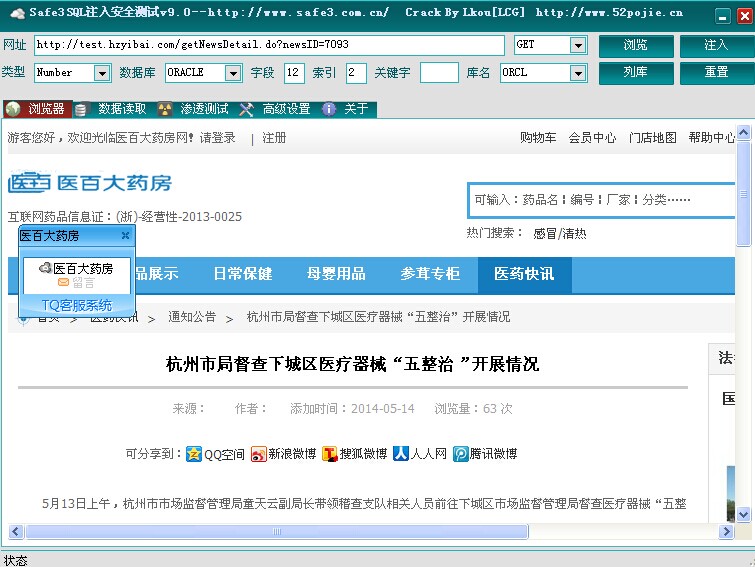 Safe3SQL注入安全测试v9.0--http://www.safe3.com.cn/ Crack By Lkou[LCG] http://www.52pojie.cn
网址 http://test.hzyibai.com/getNewsDetail.do?newsID=7093 GET 浏览 注入
类型 Number 数据库 ORACLE 字段 12 索引 2 关键字 库名 ORCL 列库 重置
浏览器 数据读取 渗透测试 高级设置 关于
游客您好，欢迎光临医百大药房网！请登录 | 注册 购物车 会员中心 门店地图 帮助中心
医百大药房
可输入：药品名¦编号¦厂家¦分类……
互联网药品信息证：(浙)-经营性-2013-0025
热门搜索： 感冒/清热
医百大药房
医百大药房
留言
TQ客服系统
品展示 日常保健 母婴用品 参茸专柜 医药快讯
首页 > 医药快讯 > 通知公告 > 杭州市局督查下城区医疗器械“五整治”开展情况
杭州市局督查下城区医疗器械“五整治 ”开展情况
来源： 作者： 添加时间：2014-05-14 浏览量：63 次
可分享到： QQ空间 新浪微博 搜狐微博 人人网 腾讯微博
5月13日上午，杭州市市场监督管理局童天云副局长带领稽查支队相关人员前往下城区市场监督管理局督查医疗器械“五整
状态